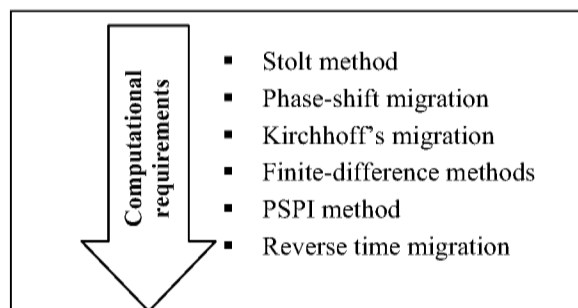 Computational
requirements
▪ Stolt method
▪ Phase-shift migration
▪ Kirchhoff's migration
▪ Finite-difference methods
▪ PSPI method
▪ Reverse time migration